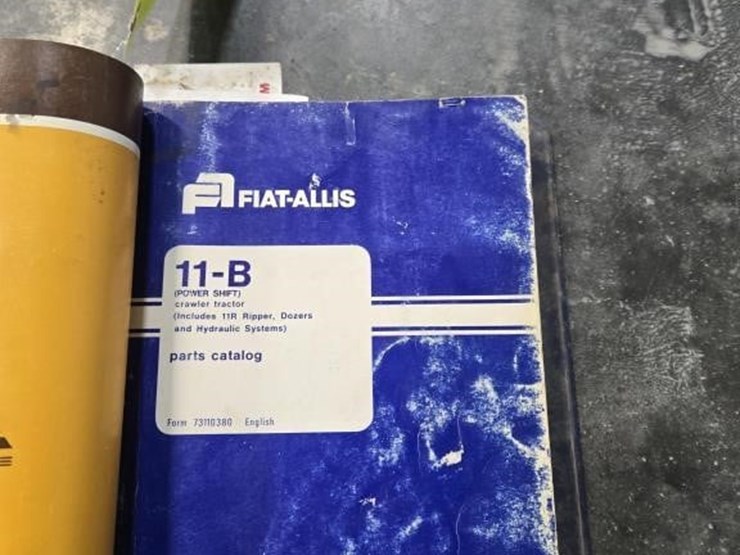 M
FIAT-ALLIS
11-B
(POWER SHIFT)
crawler tractor
(Includes 11R Ripper, Dozers
and Hydraulic Systems)
parts catalog
Form 73110380 English